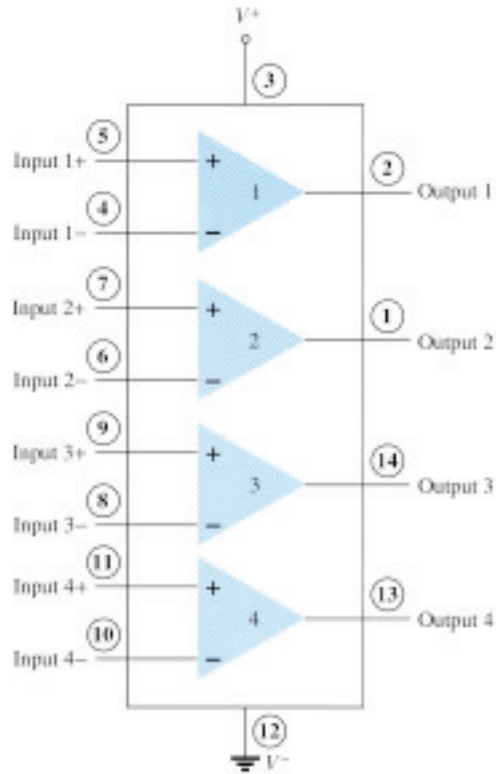 V+
3
5
Input 1+
+
2
1
Output 1
4
Input 1−
−
7
Input 2+
+
1
2
Output 2
6
Input 2−
−
9
Input 3+
+
14
3
Output 3
8
Input 3−
−
11
Input 4+
+
13
4
Output 4
10
Input 4−
−
12
V−